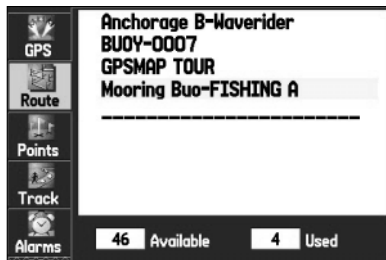 GPS
Route
Points
Track
Alarms
Anchorage B-Waverider
BUOY-0007
GPSMAP TOUR
Mooring Buo-FISHING A
46 Available 4 Used